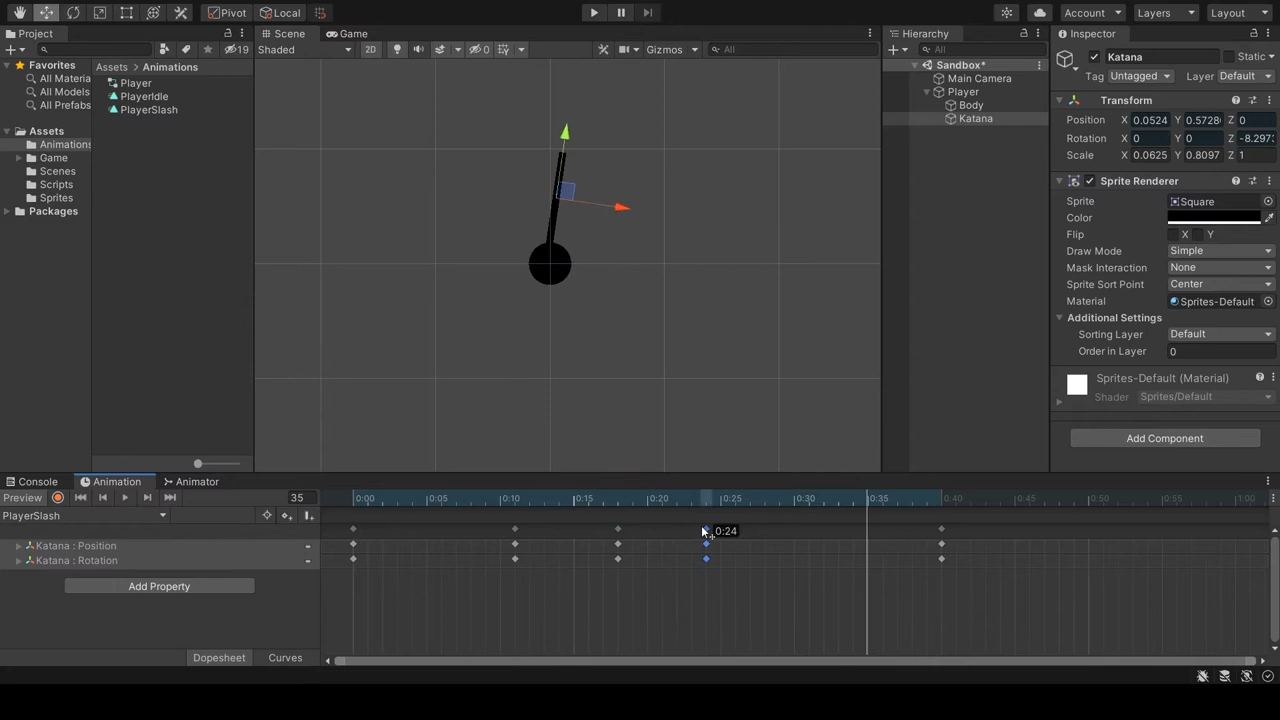 Pivot Local Account Layers Layout
Project
19
Favorites
All Materia
All Models
All Prefabs
Assets
Animations
Game
Scenes
Scripts
Sprites
Packages
Assets Animations
Player
PlayerIdle
PlayerSlash
Scene Game
Shaded 2D 0 Gizmos All
Hierarchy
All
Sandbox*
Main Camera
Player
Body
Katana
Inspector
Katana Static
Tag Untagged Layer Default
Transform
Position X 0.0524 Y 0.5728 Z 0
Rotation X 0 Y 0 Z -8.297
Scale X 0.0625 Y 0.8097 Z 1
Sprite Renderer
Sprite Square
Color
Flip X Y
Draw Mode Simple
Mask Interaction None
Sprite Sort Point Center
Material Sprites-Default
Additional Settings
Sorting Layer Default
Order in Layer 0
Sprites-Default (Material)
Shader Sprites/Default
Add Component
Console Animation Animator
Preview 35
0:00 0:05 0:10 0:15 0:20 0:25 0:30 0:35 0:40 0:45 0:50 0:55 1:00
PlayerSlash
0:24
Katana : Position
Katana : Rotation
Add Property
Dopesheet Curves